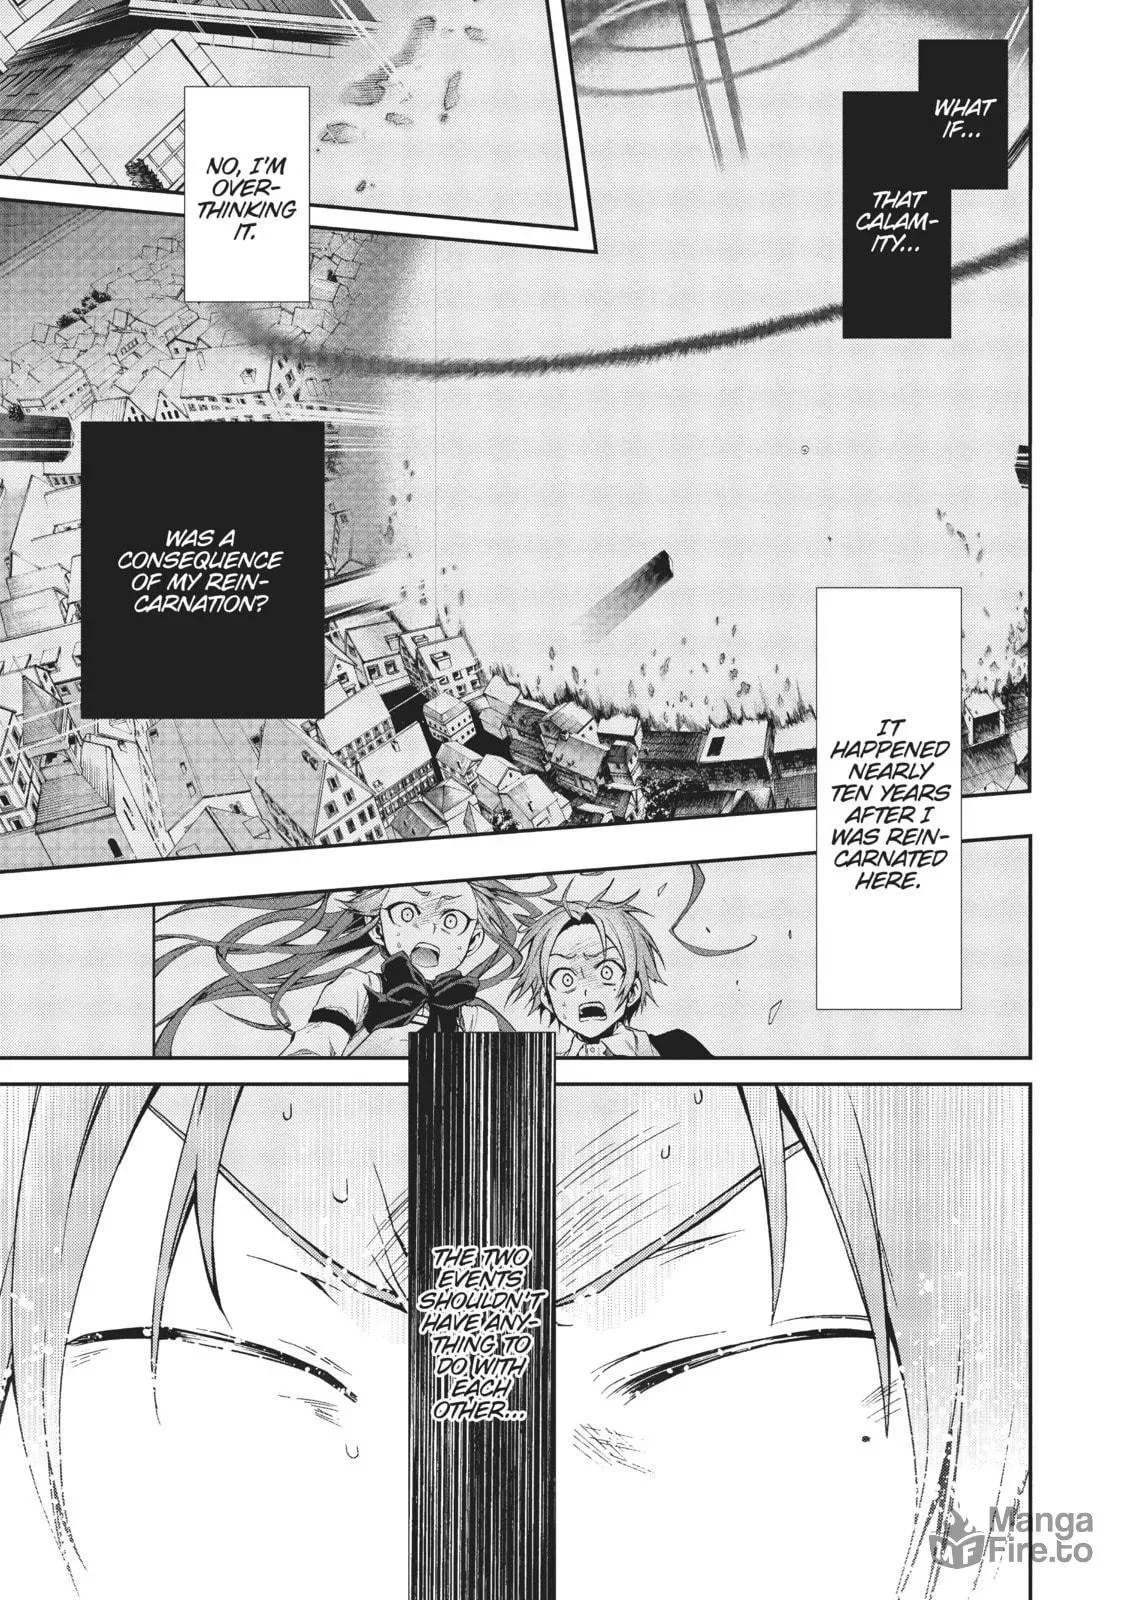 WHAT
IF...
THAT
CALAM-
ITY...
WAS A
CONSEQUENCE
OF MY REIN-
CARNATION?
NO, I'M
OVER-
THINKING
IT.
IT
HAPPENED
NEARLY
TEN YEARS
AFTER I
WAS REIN-
CARNATED
HERE.
THE TWO
EVENTS
SHOULDN'T
HAVE ANY-
THING TO
DO WITH
EACH
OTHER...
MF
Manga
Fire.to